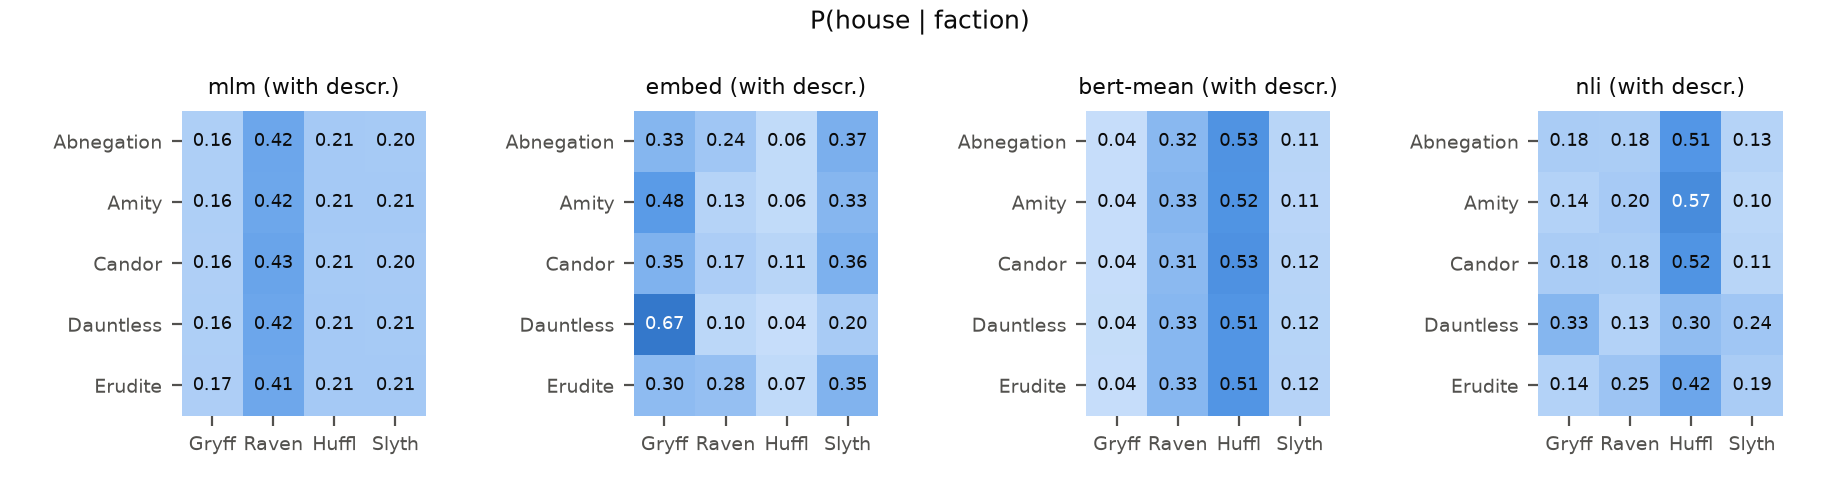 P(house | faction)
mlm (with descr.)
Abnegation 0.16 0.42 0.21 0.20
Amity 0.16 0.42 0.21 0.21
Candor 0.16 0.43 0.21 0.20
Dauntless 0.16 0.42 0.21 0.21
Erudite 0.17 0.41 0.21 0.21
Gryff Raven Huffl Slyth
embed (with descr.)
Abnegation 0.33 0.24 0.06 0.37
Amity 0.48 0.13 0.06 0.33
Candor 0.35 0.17 0.11 0.36
Dauntless 0.67 0.10 0.04 0.20
Erudite 0.30 0.28 0.07 0.35
Gryff Raven Huffl Slyth
bert-mean (with descr.)
Abnegation 0.04 0.32 0.53 0.11
Amity 0.04 0.33 0.52 0.11
Candor 0.04 0.31 0.53 0.12
Dauntless 0.04 0.33 0.51 0.12
Erudite 0.04 0.33 0.51 0.12
Gryff Raven Huffl Slyth
nli (with descr.)
Abnegation 0.18 0.18 0.51 0.13
Amity 0.14 0.20 0.57 0.10
Candor 0.18 0.18 0.52 0.11
Dauntless 0.33 0.13 0.30 0.24
Erudite 0.14 0.25 0.42 0.19
Gryff Raven Huffl Slyth